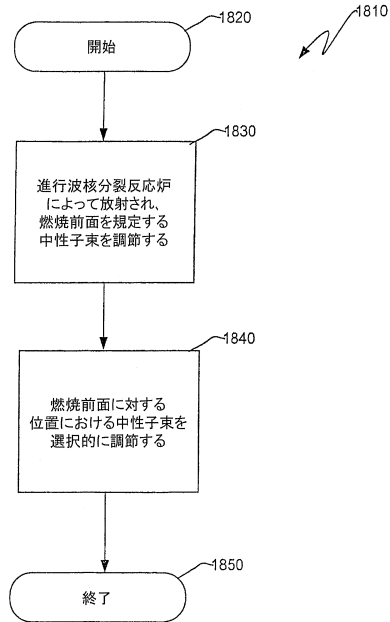 1810
1820
開始
1830
進行波核分裂反応炉
によって放射され、
燃焼前面を規定する
中性子束を調節する
1840
燃焼前面に対する
位置における中性子束を
選択的に調節する
1850
終了